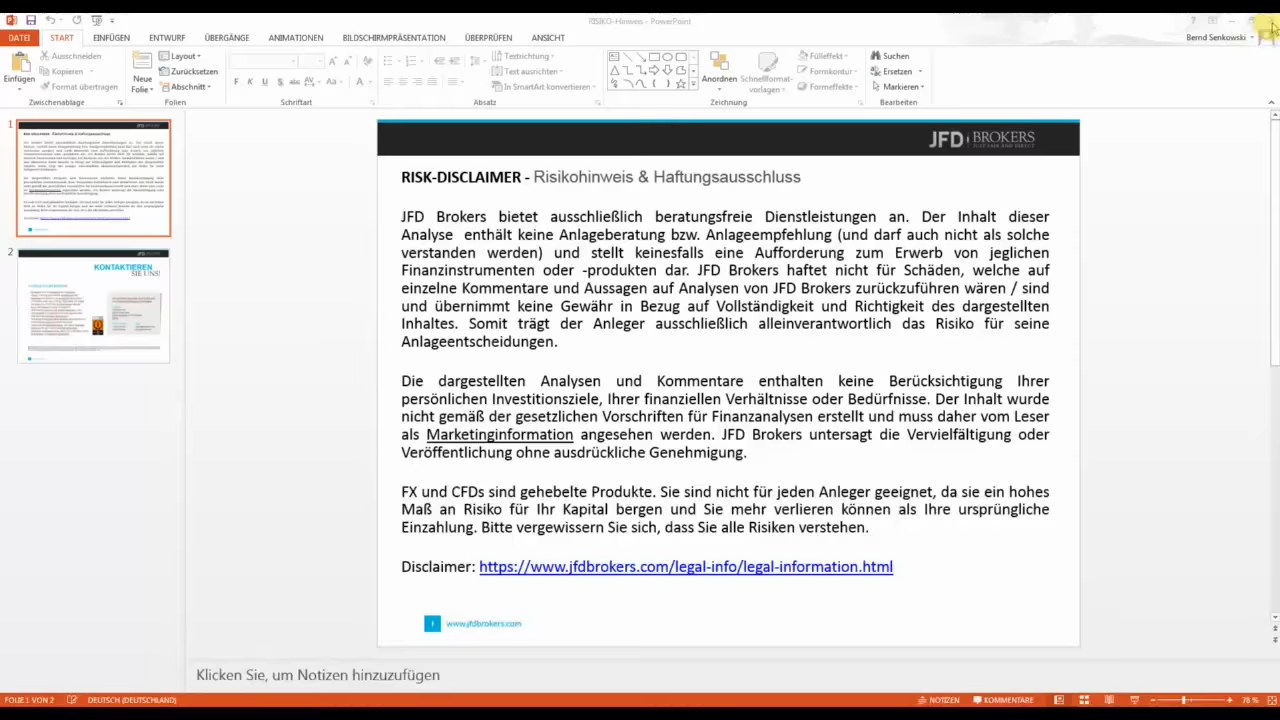 RISIKO-Hinweis - PowerPoint
DATEI START EINFÜGEN ENTWURF ÜBERGÄNGE ANIMATIONEN BILDSCHIRMPRÄSENTATION ÜBERPRÜFEN ANSICHT
Bernd Senkowski
Einfügen
Ausschneiden
Kopieren
Format übertragen
Zwischenablage
Neue
Folie
Layout
Zurücksetzen
Abschnitt
Folien
Schriftart
Textrichtung
Text ausrichten
In SmartArt konvertieren
Absatz
Anordnen
Schnellformat-
vorlagen
Fülleffekt
Formkontur
Formeffekte
Zeichnung
Suchen
Ersetzen
Markieren
Bearbeiten
1
2
KONTAKTIEREN
SIE UNS!
JFD BROKERS
RISK-DISCLAIMER - Risikohinweis & Haftungsausschluss
JFD Brokers bietet ausschließlich beratungsfreie Dienstleistungen an. Der Inhalt dieser
Analyse enthält keine Anlageberatung bzw. Anlageempfehlung (und darf auch nicht als solche
verstanden werden) und stellt keinesfalls eine Aufforderung zum Erwerb von jeglichen
Finanzinstrumenten oder -produkten dar. JFD Brokers haftet nicht für Schäden, welche auf
einzelne Kommentare und Aussagen auf Analysen von JFD Brokers zurückzuführen wären / sind
und übernimmt keine Gewähr in Bezug auf Vollständigkeit und Richtigkeit des dargestellten
Inhaltes. Somit trägt der Anleger ausschließlich alleinverantwortlich das Risiko für seine
Anlageentscheidungen.
Die dargestellten Analysen und Kommentare enthalten keine Berücksichtigung Ihrer
persönlichen Investitionsziele, Ihrer finanziellen Verhältnisse oder Bedürfnisse. Der Inhalt wurde
nicht gemäß der gesetzlichen Vorschriften für Finanzanalysen erstellt und muss daher vom Leser
als Marketinginformation angesehen werden. JFD Brokers untersagt die Vervielfältigung oder
Veröffentlichung ohne ausdrückliche Genehmigung.
FX und CFDs sind gehebelte Produkte. Sie sind nicht für jeden Anleger geeignet, da sie ein hohes
Maß an Risiko für Ihr Kapital bergen und Sie mehr verlieren können als Ihre ursprüngliche
Einzahlung. Bitte vergewissern Sie sich, dass Sie alle Risiken verstehen.
Disclaimer: https://www.jfdbrokers.com/legal-info/legal-information.html
www.jfdbrokers.com
Klicken Sie, um Notizen hinzuzufügen
FOLIE 1 VON 2 DEUTSCH (DEUTSCHLAND) NOTIZEN KOMMENTARE 78 %